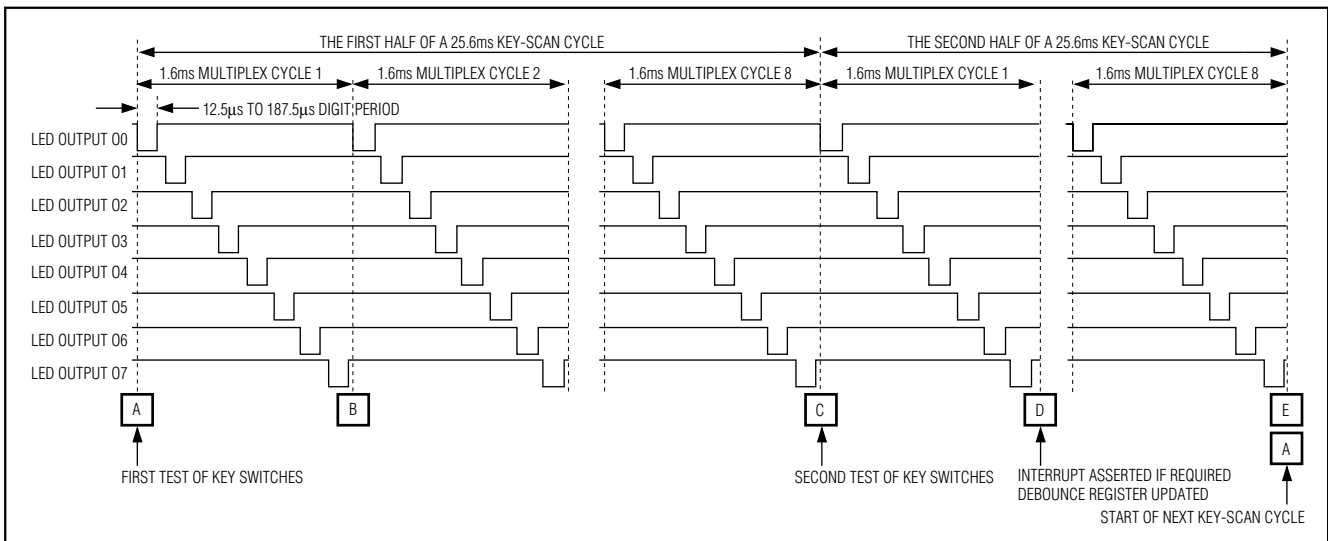 THE FIRST HALF OF A 25.6ms KEY-SCAN CYCLE
THE SECOND HALF OF A 25.6ms KEY-SCAN CYCLE
1.6ms MULTIPLEX CYCLE 1
1.6ms MULTIPLEX CYCLE 2
1.6ms MULTIPLEX CYCLE 8
1.6ms MULTIPLEX CYCLE 1
1.6ms MULTIPLEX CYCLE 8
12.5μs TO 187.5μs DIGIT PERIOD
LED OUTPUT O0
LED OUTPUT O1
LED OUTPUT O2
LED OUTPUT O3
LED OUTPUT O4
LED OUTPUT O5
LED OUTPUT O6
LED OUTPUT O7
A
B
C
D
E
A
FIRST TEST OF KEY SWITCHES
SECOND TEST OF KEY SWITCHES
INTERRUPT ASSERTED IF REQUIRED
DEBOUNCE REGISTER UPDATED
START OF NEXT KEY-SCAN CYCLE